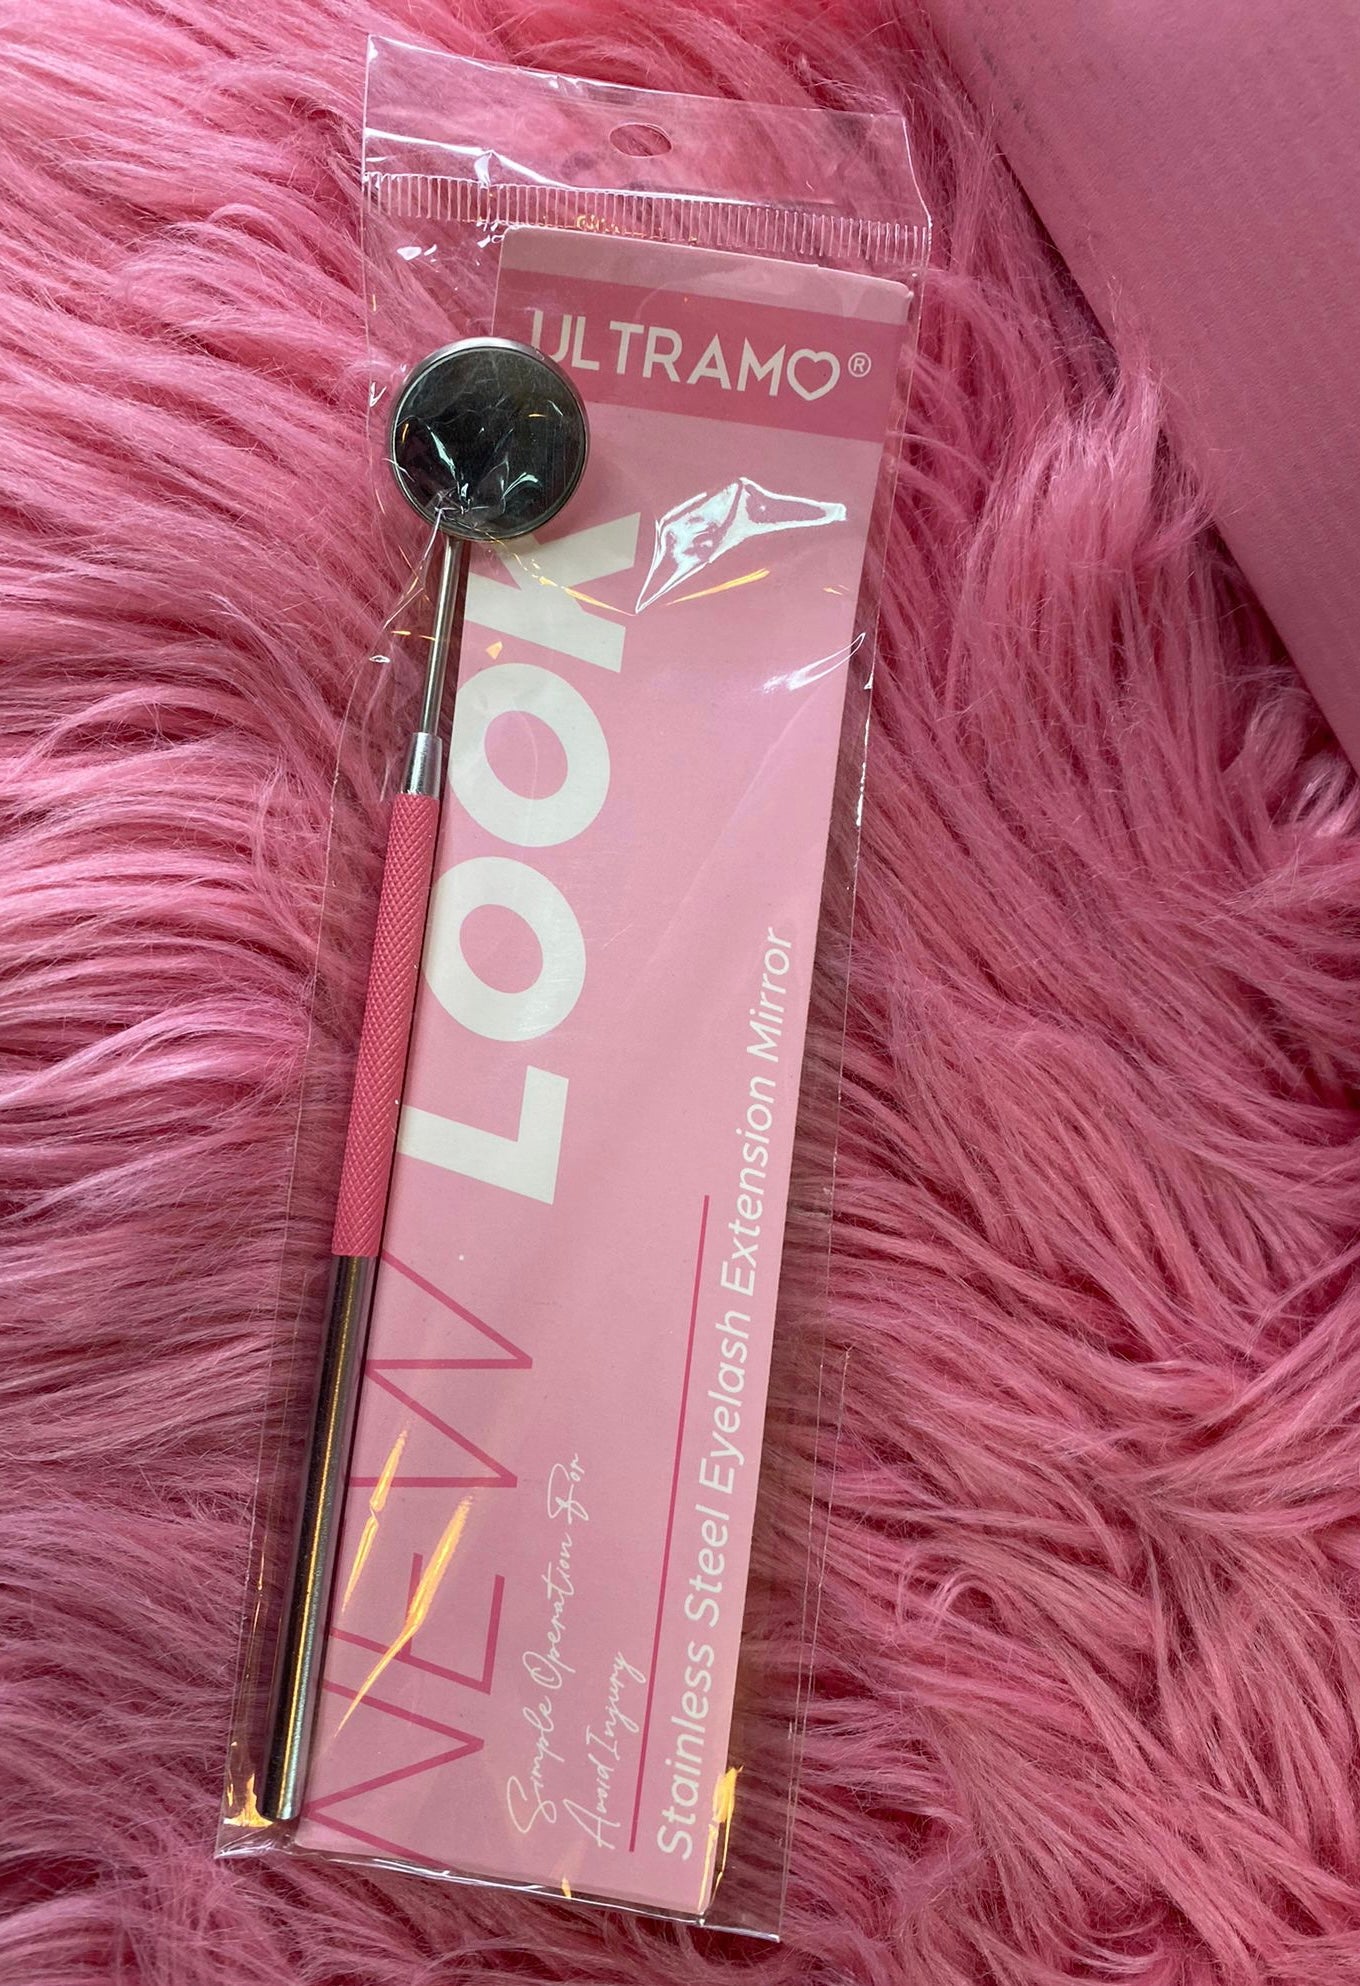 ULTRAMO®
NEW LOOK
Simple Operation For
Avoid Injury
Stainless Steel Eyelash Extension Mirror